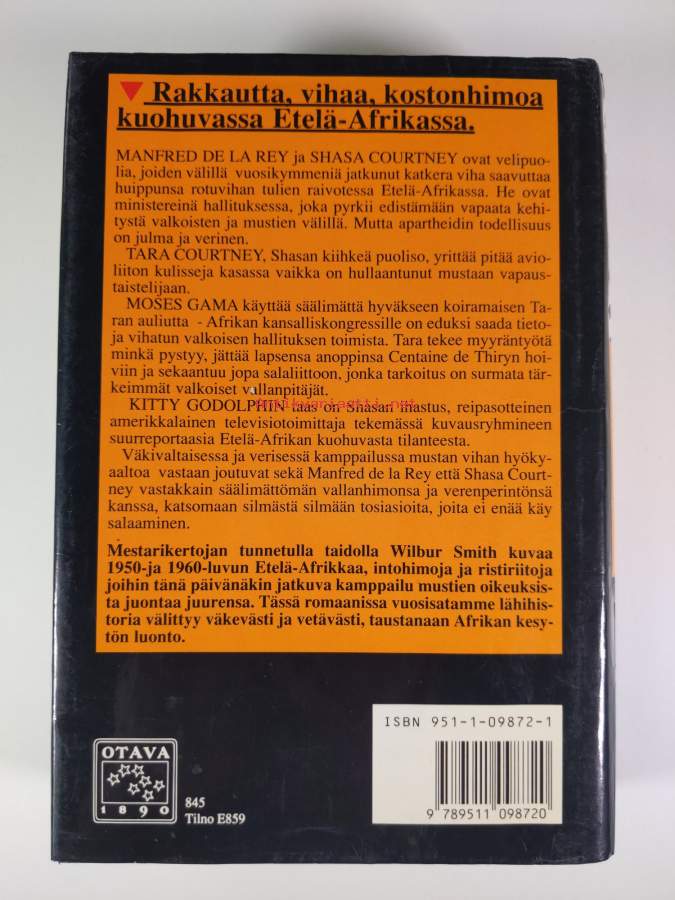 ▼ Rakkautta, vihaa, kostonhimoa
kuohuvassa Etelä-Afrikassa.
MANFRED DE LA REY ja SHASA COURTNEY ovat velipuo-
lia, joiden välillä vuosikymmeniä jatkunut katkera viha saavuttaa
huippunsa rotuvihan tulien raivotessa Etelä-Afrikassa. He ovat
ministereinä hallituksessa, joka pyrkii edistämään vapaata kehi-
tystä valkoisten ja mustien välillä. Mutta apartheidin todellisuus
on julma ja verinen.
TARA COURTNEY, Shasan kiihkeä puoliso, yrittää pitää avio-
liiton kulisseja kasassa vaikka on hullaantunut mustaan vapaus-
taistelijaan.
MOSES GAMA käyttää säälimättä hyväkseen koiramaisen Ta-
ran auliutta - Afrikan kansalliskongressille on eduksi saada tieto-
ja vihatun valkoisen hallituksen toimista. Tara tekee myyräntyötä
minkä pystyy, jättää lapsensa anoppinsa Centaine de Thiryn hoi-
viin ja sekaantuu jopa salaliittoon, jonka tarkoitus on surmata tär-
keimmät valkoiset vallanpitäjät.
antikvariaatti.net
KITTY GODOLPHIN taas on Shasan ihastus, reipasotteinen
amerikkalainen televisiotoimittaja tekemässä kuvausryhmineen
suurreportaasia Etelä-Afrikan kuohuvasta tilanteesta.
Väkivaltaisessa ja verisessä kamppailussa mustan vihan hyöky-
aaltoa vastaan joutuvat sekä Manfred de la Rey että Shasa Court-
ney vastakkain säälimättömän vallanhimonsa ja verenperintönsä
kanssa, katsomaan silmästä silmään tosiasioita, joita ei enää käy
salaaminen.
Mestarikertojan tunnetulla taidolla Wilbur Smith kuvaa
1950-ja 1960-luvun Etelä-Afrikkaa, intohimoja ja ristiriitoja
joihin tänä päivänäkin jatkuva kamppailu mustien oikeuksis-
ta juontaa juurensa. Tässä romaanissa vuosisatamme lähihis-
toria välittyy väkevästi ja vetävästi, taustanaan Afrikan kesy-
tön luonto.
ISBN 951-1-09872-1
9 789511 098720
OTAVA
1890
845
Tilno E859